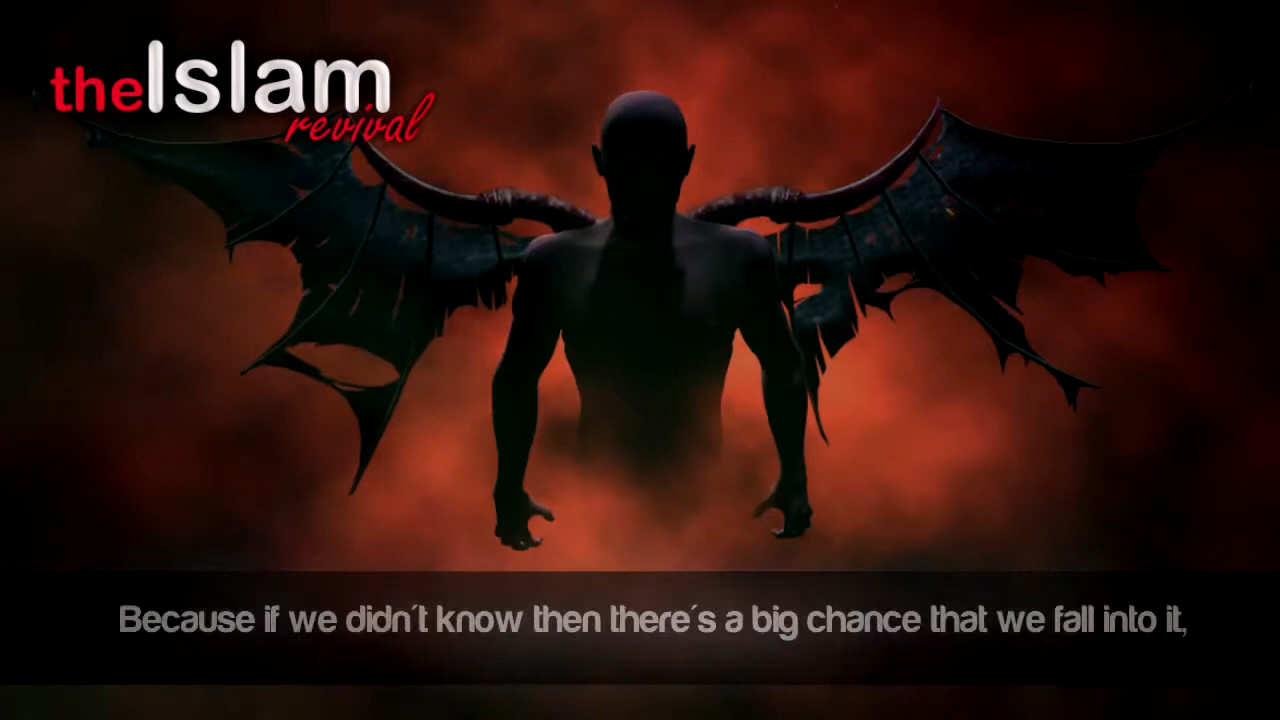 theIslam
revival
Because if we didn´t know then there´s a big chance that we fall into it,